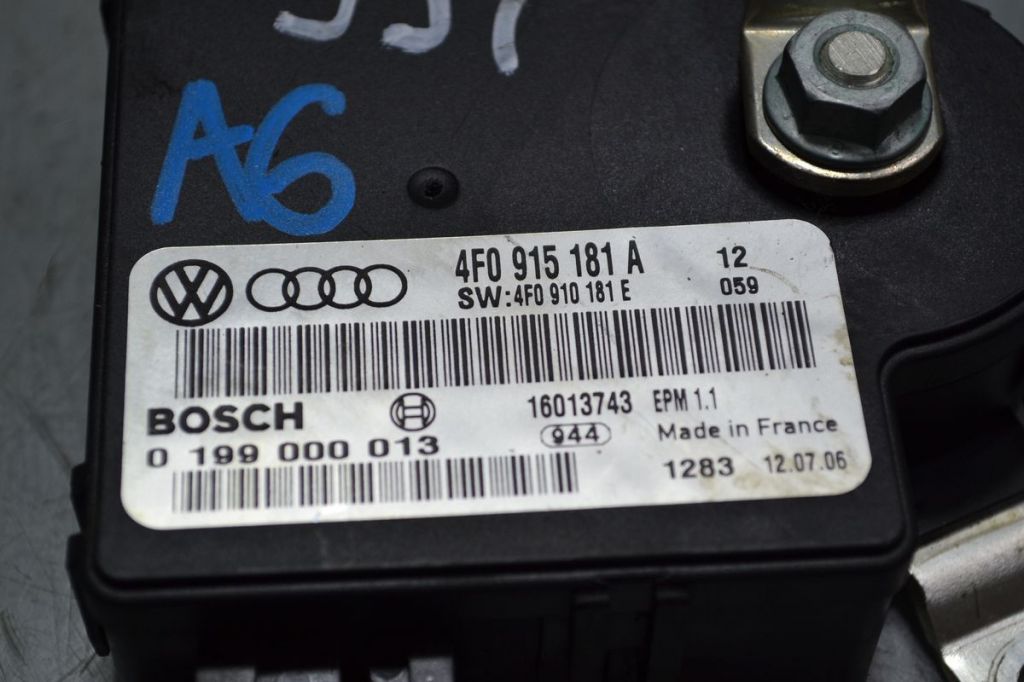 A6
4F0 915 181 A 12
SW:4F0 910 181 E 059
BOSCH 16013743 EPM 1.1
944 Made in France
0 199 000 013
1283 12.07.06